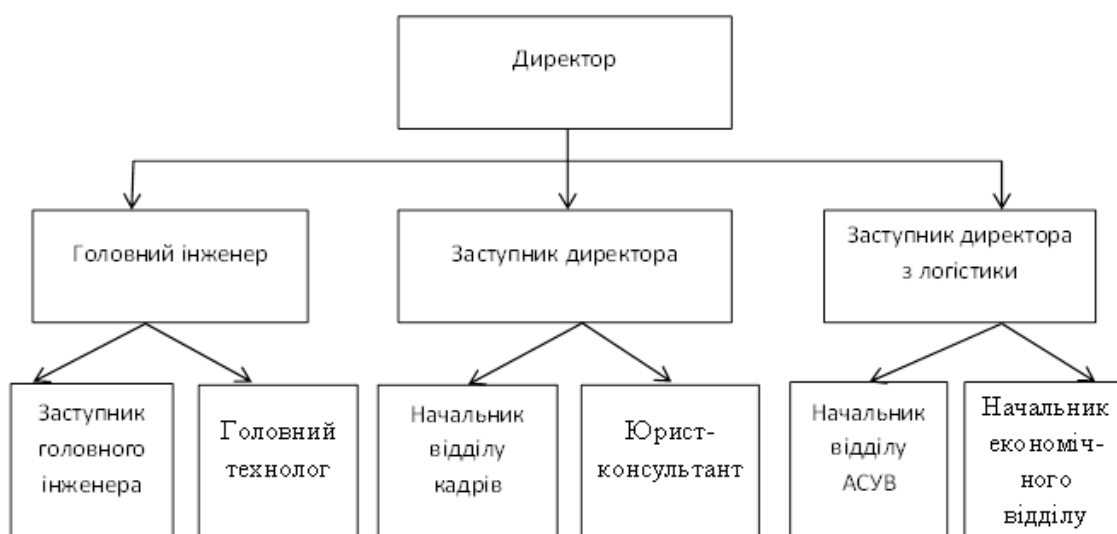 Директор
Головний інженер
Заступник директора
Заступник директора
з логістики
Заступник
головного
інженера
Головний
технолог
Начальник
відділу
кадрів
Юрист-
консультант
Начальник
відділу
АСУВ
Начальник
економіч-
ного
відділу